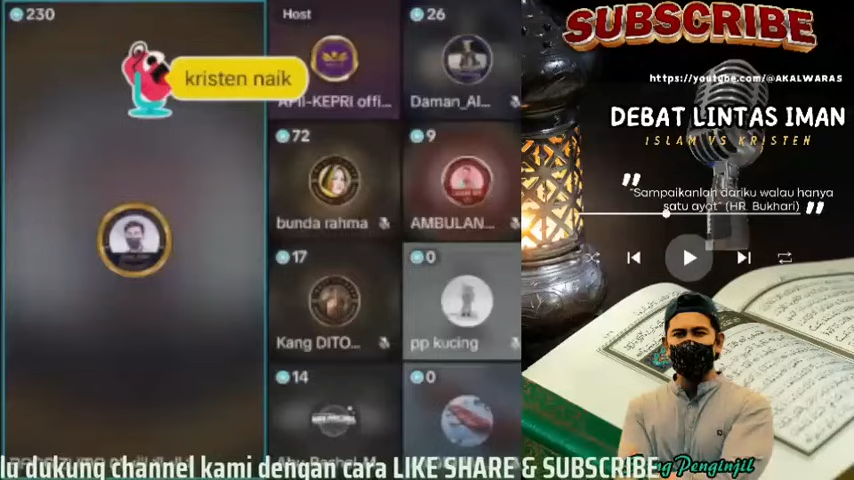 230
kristen naik
Host
APII-KEPRI offi...
26
Daman_Al...
72
bunda rahma
9
AMBULAN...
17
Kang DITO...
0
pp kucing
14
0
SUBSCRIBE
https://youtube.com/@AKALWARAS
DEBAT LINTAS IMAN
ISLAM VS KRISTEN
"Sampaikanlah dariku walau hanya
satu ayat" (HR. Bukhari)
ng Penginjil
lu dukung channel kami dengan cara LIKE SHARE & SUBSCRIBE